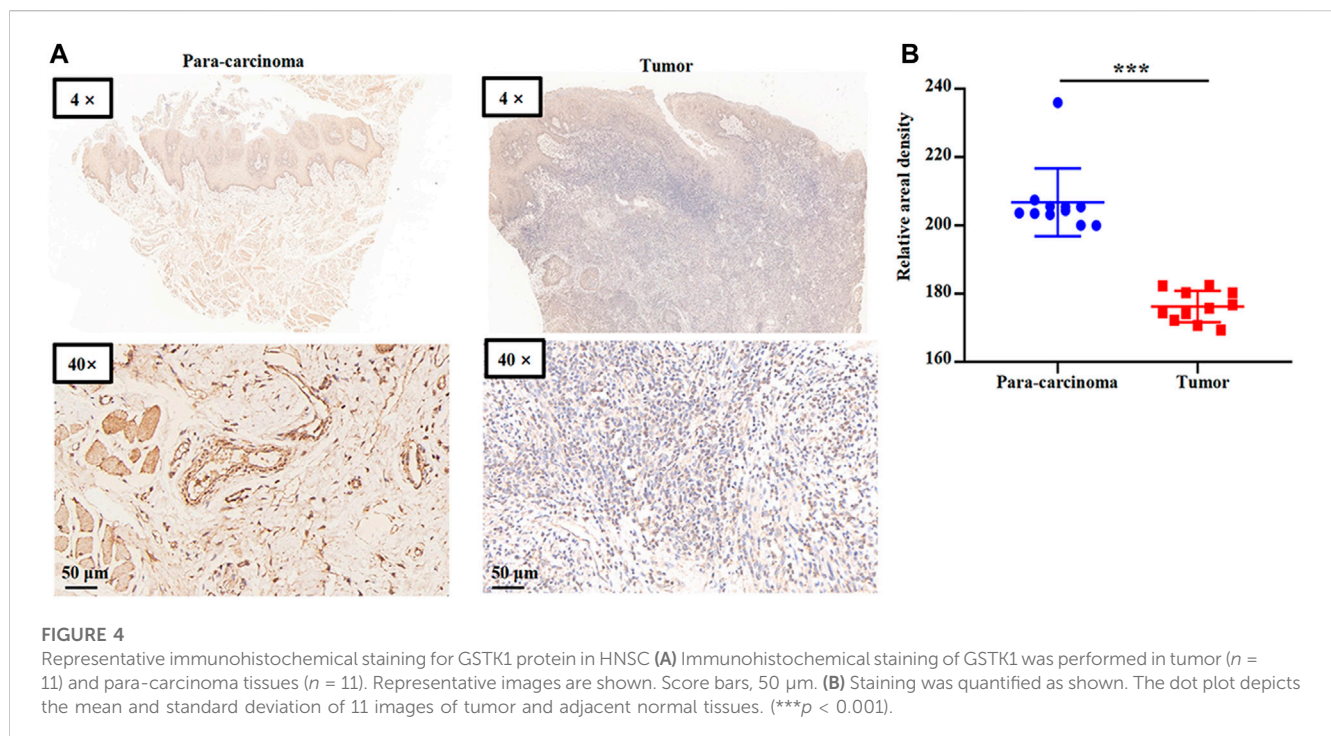 A
Para-carcinoma
Tumor
4 ×
4 ×
40×
40 ×
50 µm
50 µm
B
***
Relative areal density
240
220
200
180
160
Para-carcinoma
Tumor
FIGURE 4
Representative immunohistochemical staining for GSTK1 protein in HNSC (A) Immunohistochemical staining of GSTK1 was performed in tumor (n =
11) and para-carcinoma tissues (n = 11). Representative images are shown. Score bars, 50 µm. (B) Staining was quantified as shown. The dot plot depicts
the mean and standard deviation of 11 images of tumor and adjacent normal tissues. (***p < 0.001).